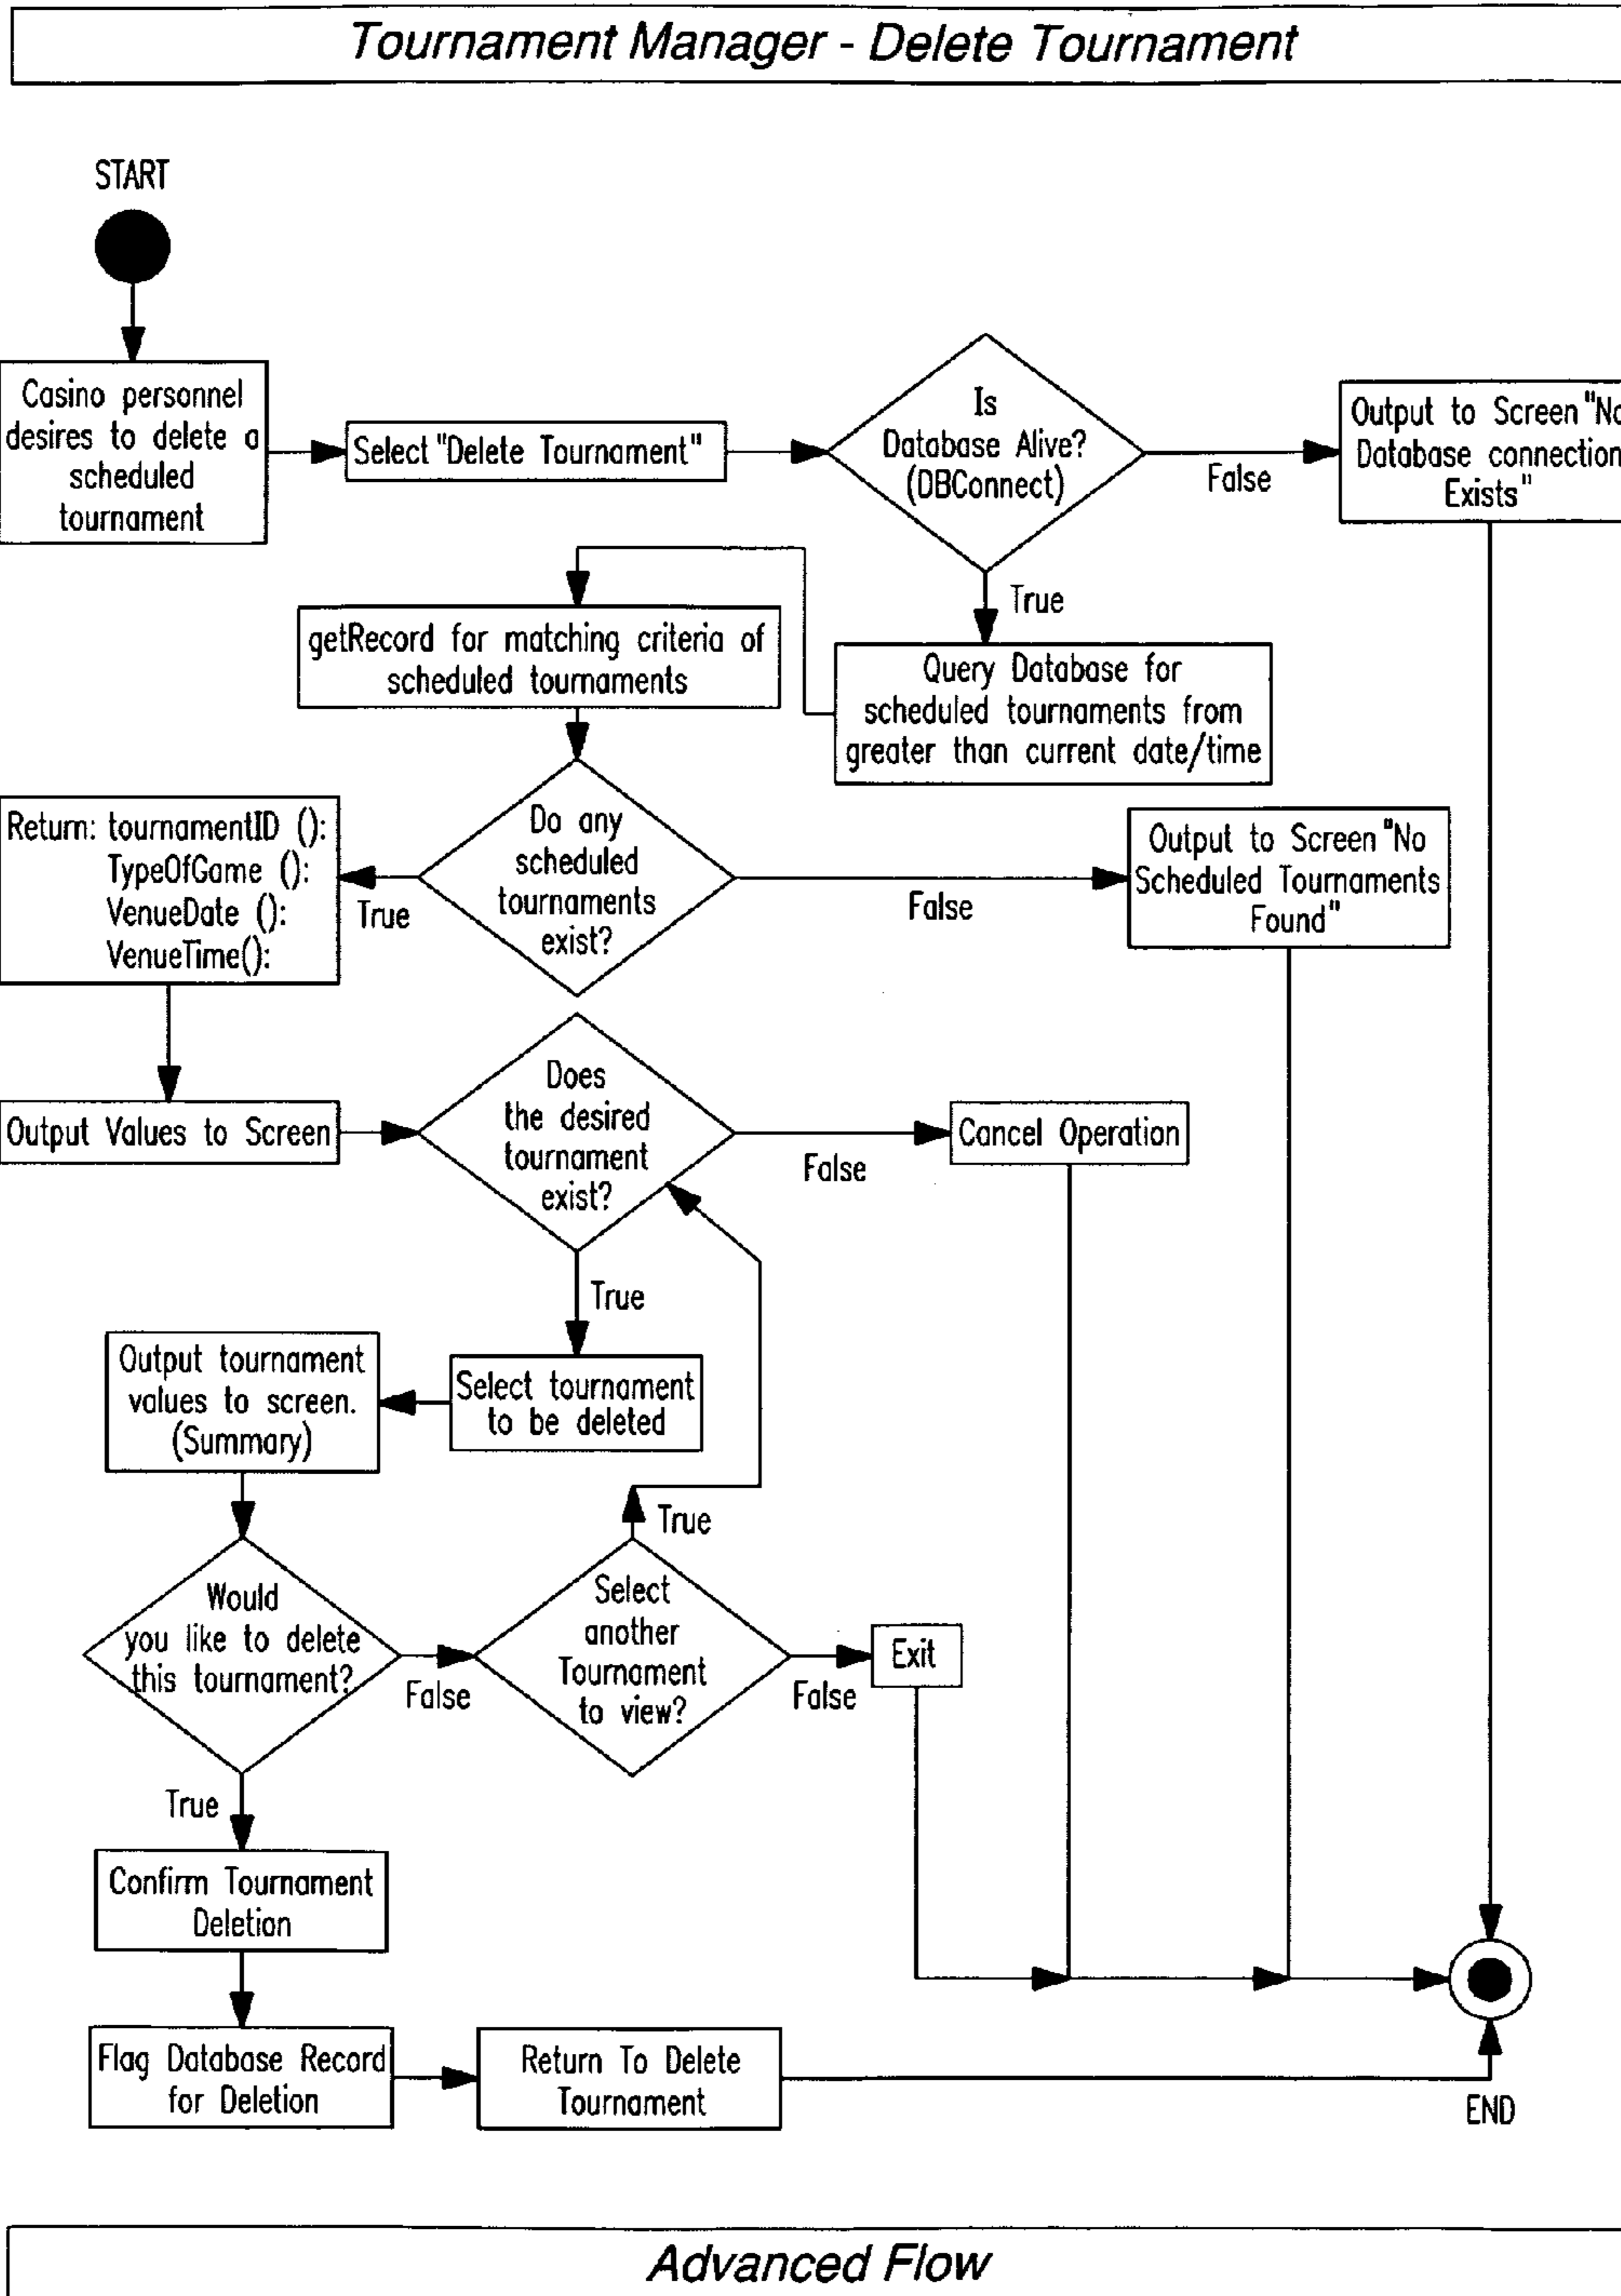 Tournament Manager - Delete Tournament
START
Casino personnel
desires to delete a
scheduled
tournament
Select "Delete Tournament"
Is
Database Alive?
(DBConnect)
False
Output to Screen "No
Database connection
Exists"
True
Query Database for
scheduled tournaments from
greater than current date/time
getRecord for matching criteria of
scheduled tournaments
Do any
scheduled
tournaments
exist?
True
False
Return: tournamentID ():
TypeOfGame ():
VenueDate ():
VenueTime():
Output to Screen "No
Scheduled Tournaments
Found"
Output Values to Screen
Does
the desired
tournament
exist?
False
Cancel Operation
True
Select tournament
to be deleted
Output tournament
values to screen.
(Summary)
Would
you like to delete
this tournament?
False
Select
another
Tournament
to view?
True
False
Exit
True
Confirm Tournament
Deletion
Flag Database Record
for Deletion
Return To Delete
Tournament
END
Advanced Flow